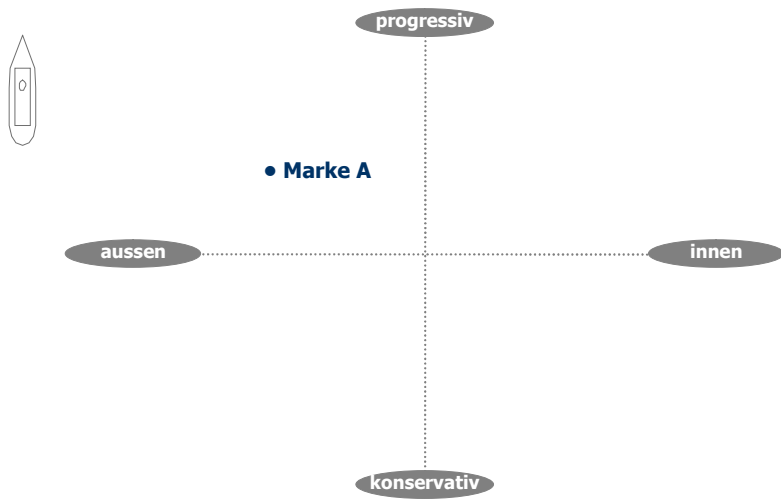 progressiv
• Marke A
aussen
innen
konservativ